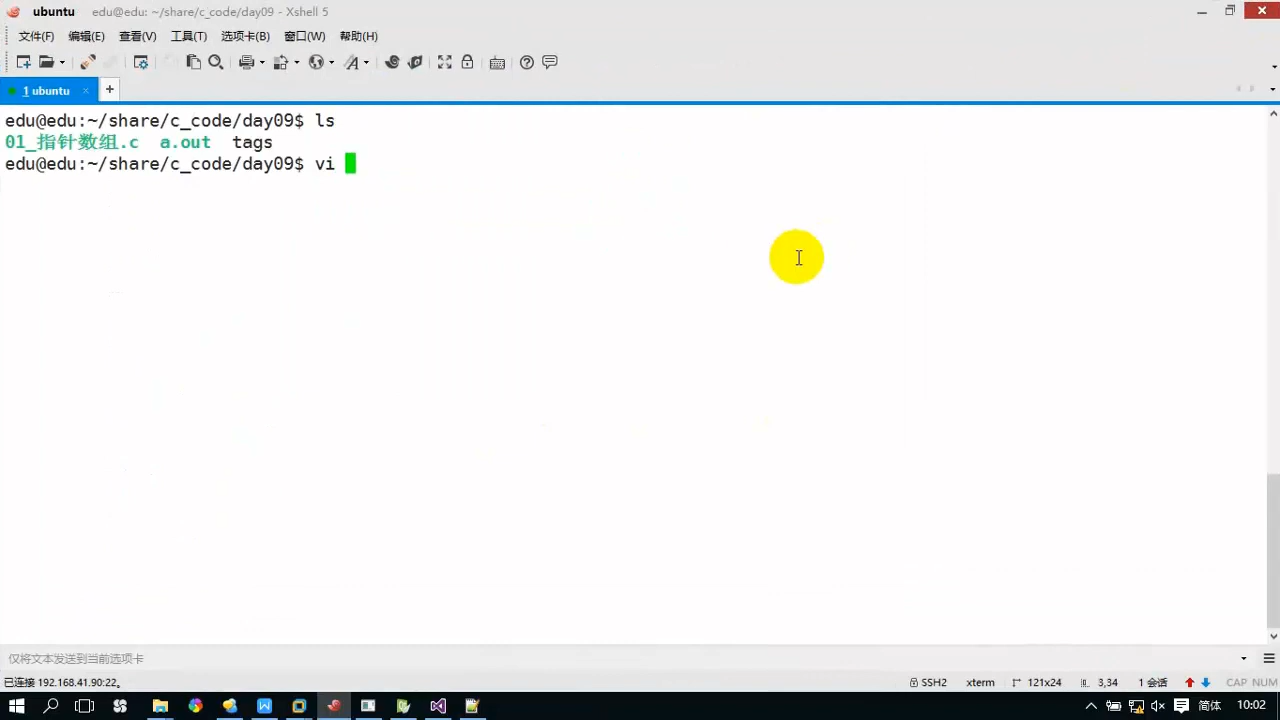 ubuntu edu@edu: ~/share/c_code/day09 - Xshell 5
文件(F) 编辑(E) 查看(V) 工具(T) 选项卡(B) 窗口(W) 帮助(H)
1 ubuntu × +
edu@edu:~/share/c_code/day09$ ls
01_指针数组.c a.out tags
edu@edu:~/share/c_code/day09$ vi
仅将文本发送到当前选项卡
已连接 192.168.41.90:22。 SSH2 xterm 121x24 3,34 1 会话 CAP NUM
简体 10:02